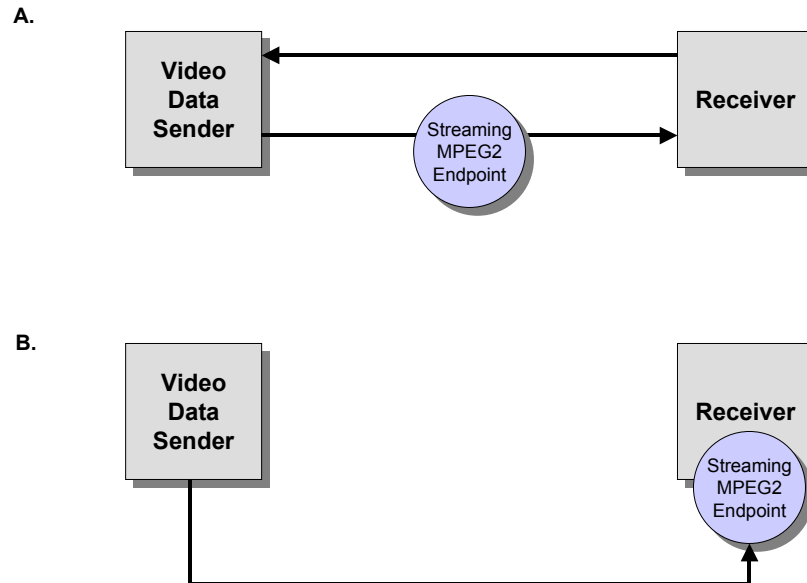 A.
Video
Data
Sender
Streaming
MPEG2
Endpoint
Receiver
B.
Video
Data
Sender
Receiver
Streaming
MPEG2
Endpoint